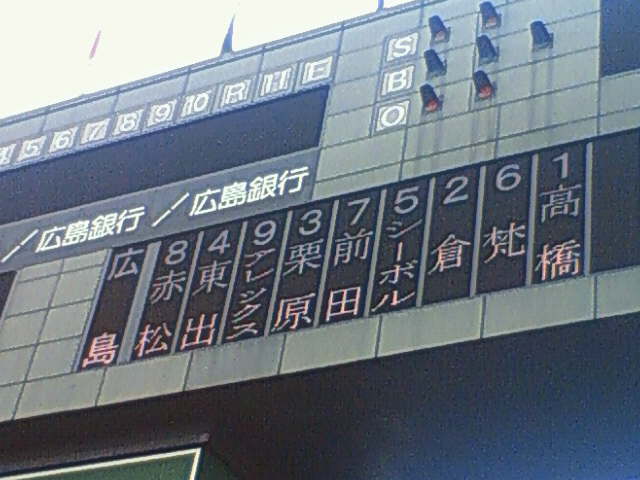 4 5 6 7 8 9 10 R H E
S
B
O
／広島銀行／広島銀行
広島
8 赤松
4 東出
9 アレックス
3 栗原
7 前田
5 シーボル
2 倉
6 梵
1 高橋